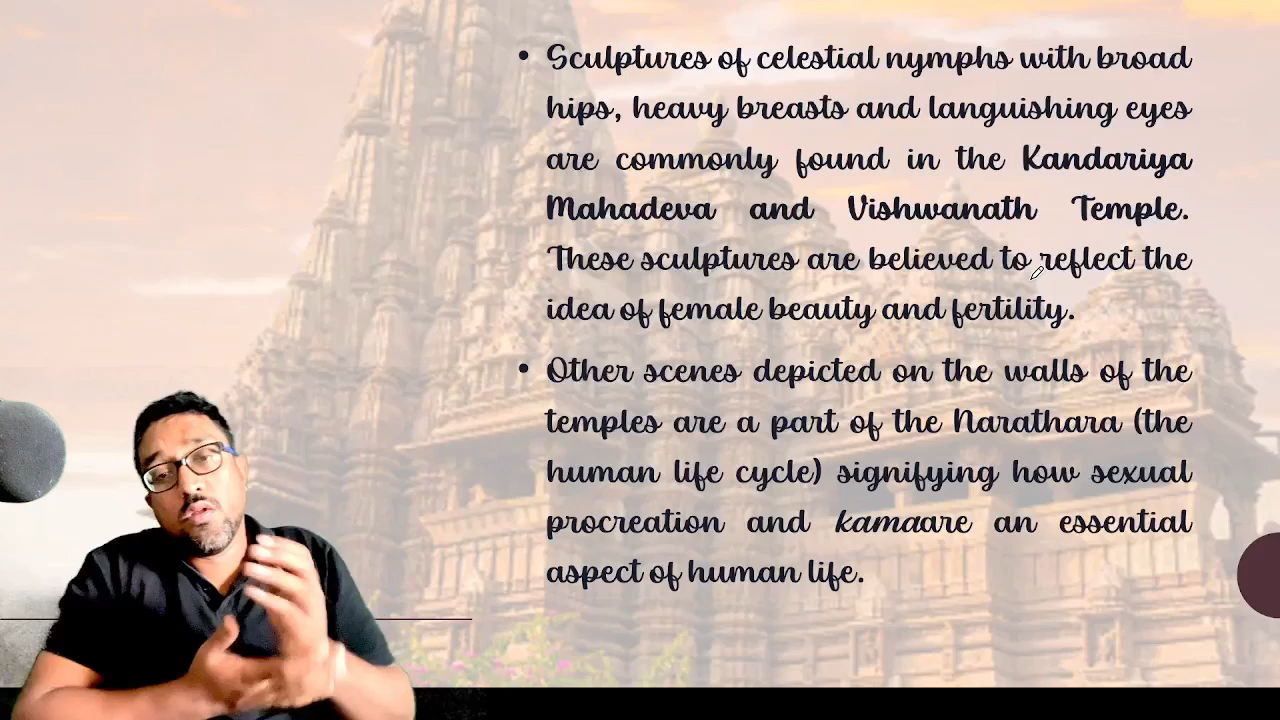 • Sculptures of celestial nymphs with broad
hips, heavy breasts and languishing eyes
are commonly found in the Kandariya
Mahadeva and Vishwanath Temple.
These sculptures are believed to reflect the
idea of female beauty and fertility.
• Other scenes depicted on the walls of the
temples are a part of the Narathara (the
human life cycle) signifying how sexual
procreation and kamaare an essential
aspect of human life.